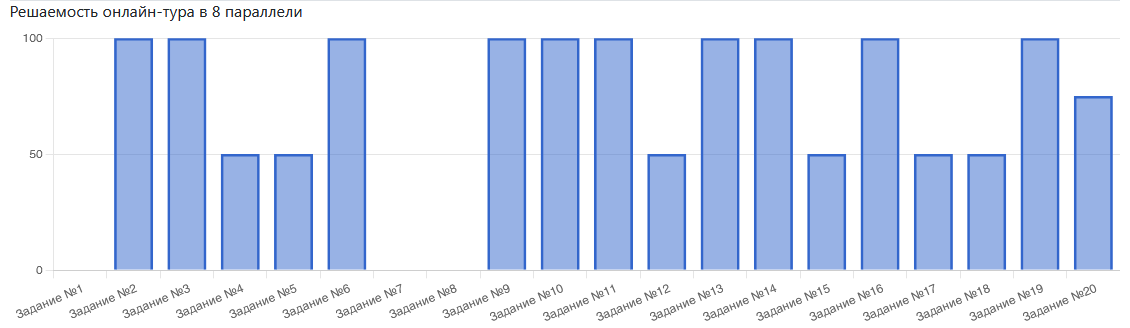 Решаемость онлайн-тура в 8 параллели
100
50
0
Задание №1
Задание №2
Задание №3
Задание №4
Задание №5
Задание №6
Задание №7
Задание №8
Задание №9
Задание №10
Задание №11
Задание №12
Задание №13
Задание №14
Задание №15
Задание №16
Задание №17
Задание №18
Задание №19
Задание №20